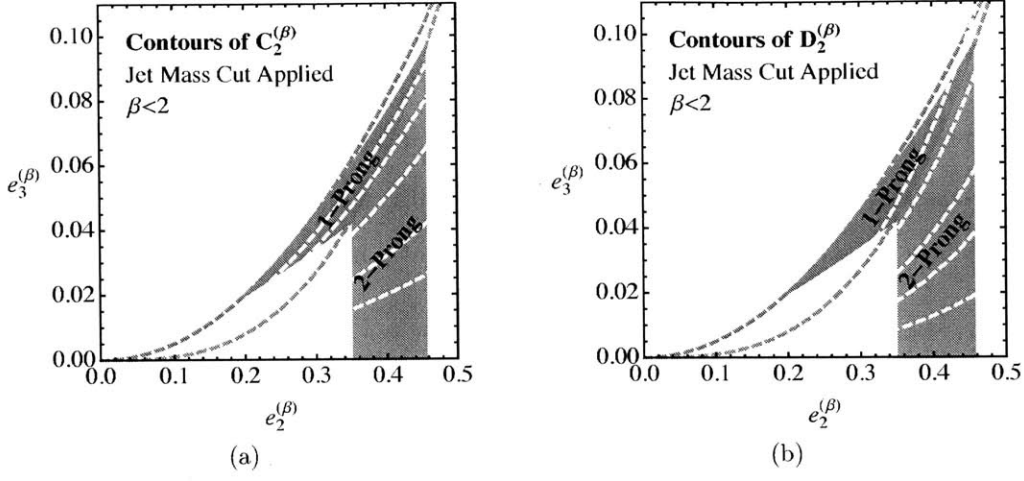 Contours of C₂^(β)
Jet Mass Cut Applied
β<2
e₃^(β)
0.10
0.08
0.06
0.04
0.02
0.00
1−Prong
2−Prong
0.0 0.1 0.2 0.3 0.4 0.5
e₂^(β)
(a)
Contours of D₂^(β)
Jet Mass Cut Applied
β<2
e₃^(β)
0.10
0.08
0.06
0.04
0.02
0.00
1−Prong
2−Prong
0.0 0.1 0.2 0.3 0.4 0.5
e₂^(β)
(b)